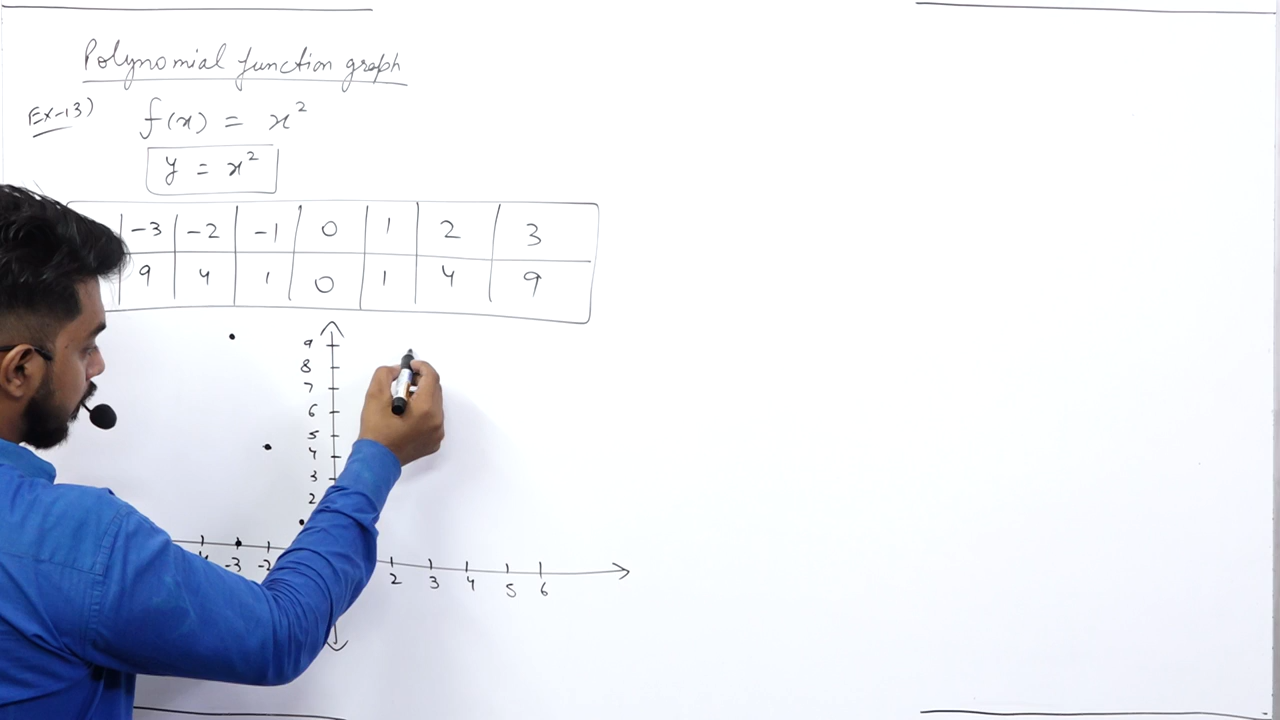 Polynomial function graph
Ex-13) f(x) = x²
y = x²
-3 -2 -1 0 1 2 3
9 4 1 0 1 4 9
9
8
7
6
5
4
3
2
-3 -2 2 3 4 5 6